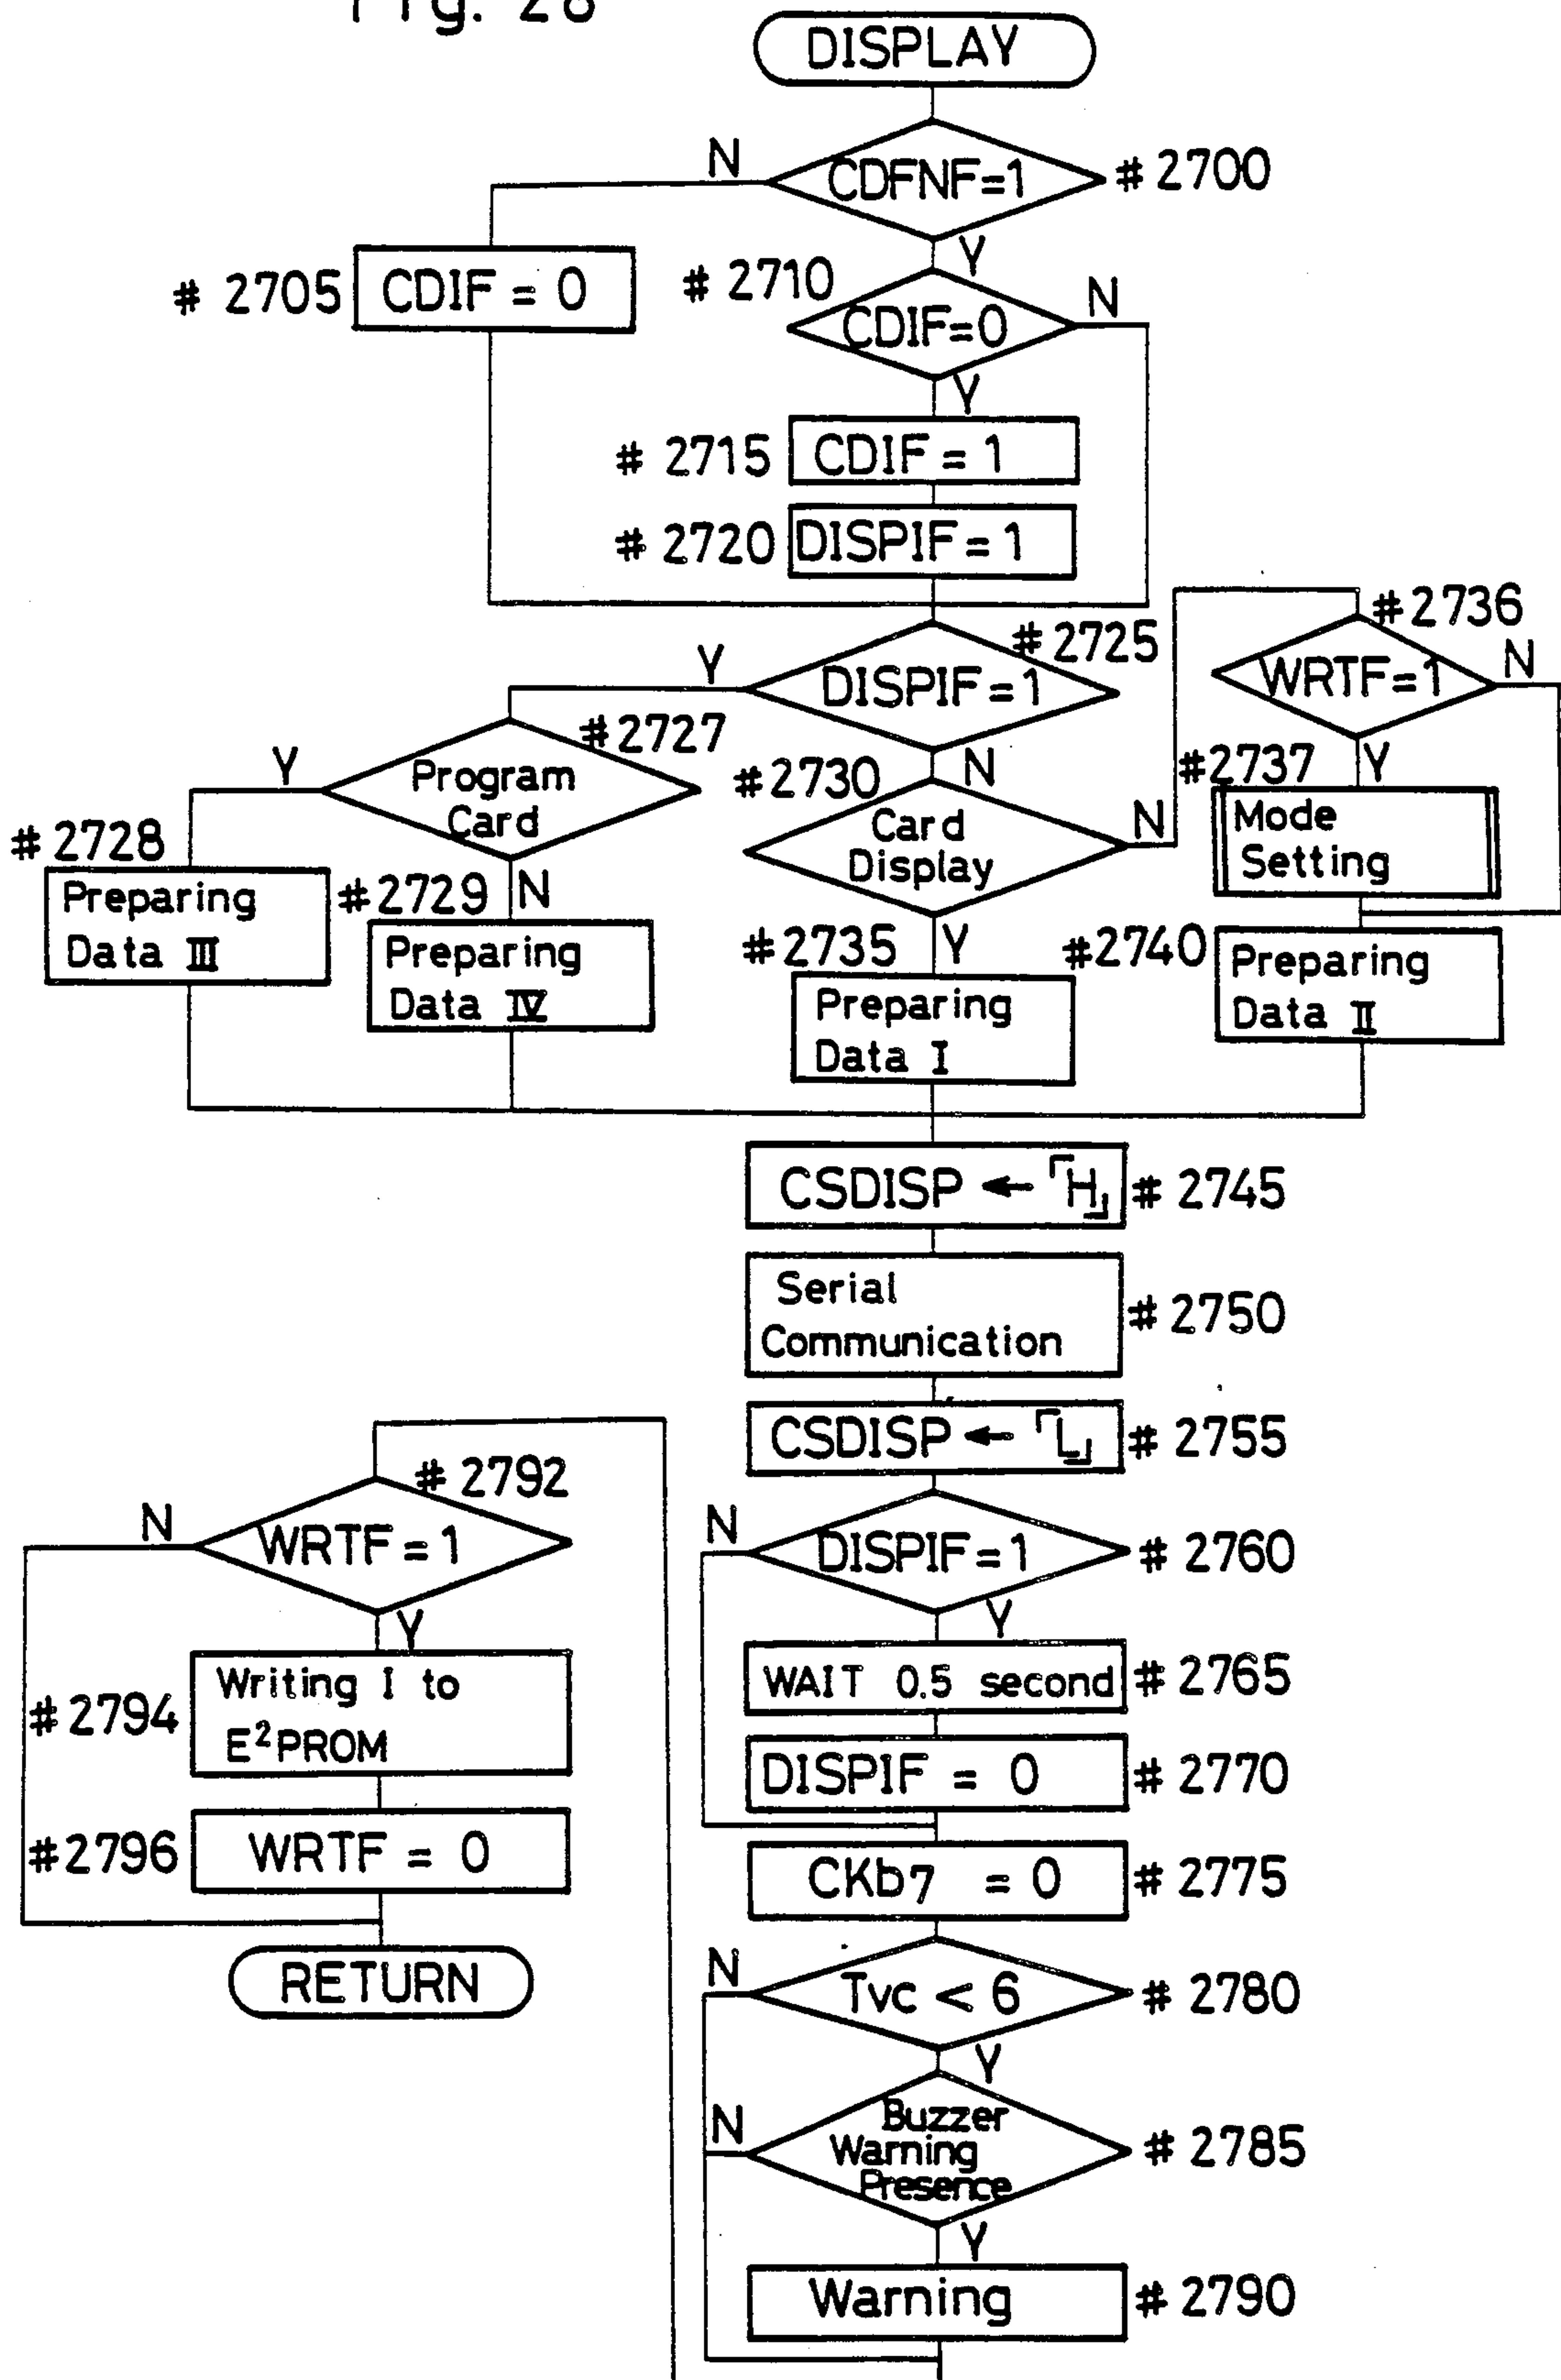 Fig. 28
DISPLAY
CDFNF=1
# 2700
N
Y
# 2705
CDIF = 0
# 2710
CDIF=0
N
Y
# 2715
CDIF = 1
# 2720
DISPIF = 1
# 2725
DISPIF=1
Y
N
# 2736
WRTF=1
N
Y
# 2727
Program
Card
Y
N
# 2730
Card
Display
N
Y
# 2737
Mode
Setting
# 2728
Preparing
Data III
# 2729
Preparing
Data IV
# 2735
Preparing
Data I
# 2740
Preparing
Data II
CSDISP ← 「H」
# 2745
Serial
Communication
# 2750
CSDISP ← 「L」
# 2755
DISPIF=1
# 2760
N
Y
WAIT 0.5 second
# 2765
DISPIF = 0
# 2770
CKb7 = 0
# 2775
Tvc < 6
# 2780
N
Y
Buzzer
Warning
Presence
# 2785
N
Y
Warning
# 2790
# 2792
WRTF = 1
N
Y
# 2794
Writing I to
E²PROM
# 2796
WRTF = 0
RETURN